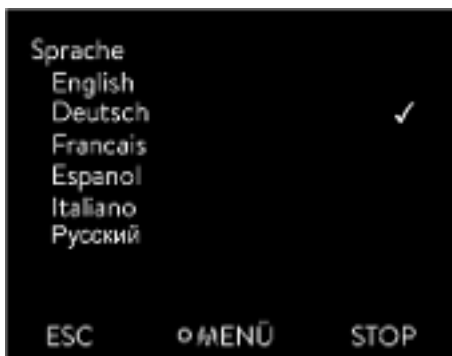 Sprache
English
Deutsch ✓
Francais
Espanol
Italiano
Русский
ESC MENÜ STOP